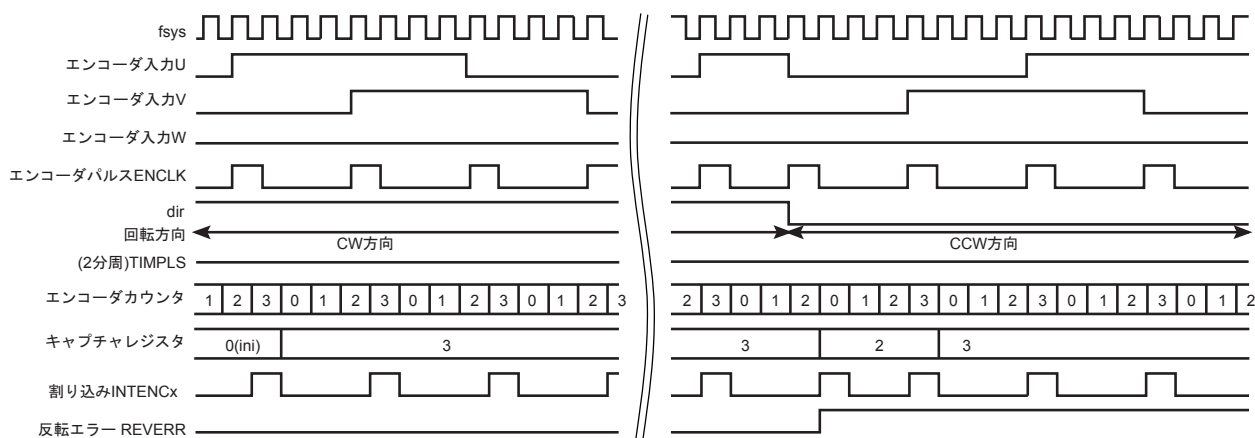 fsys
エンコーダ入力U
エンコーダ入力V
エンコーダ入力W
エンコーダパルスENCLK
dir
回転方向
CW方向 CCW方向
(2分周)TIMPLS
エンコーダカウンタ 1 2 3 0 1 2 3 0 1 2 3 0 1 2 3 2 3 0 1 2 0 1 2 3 0 1 2 3 0 1 2 3 0 1 2
キャプチャレジスタ 0(ini) 3 3 2 3
割り込みINTENCx
反転エラー REVERR